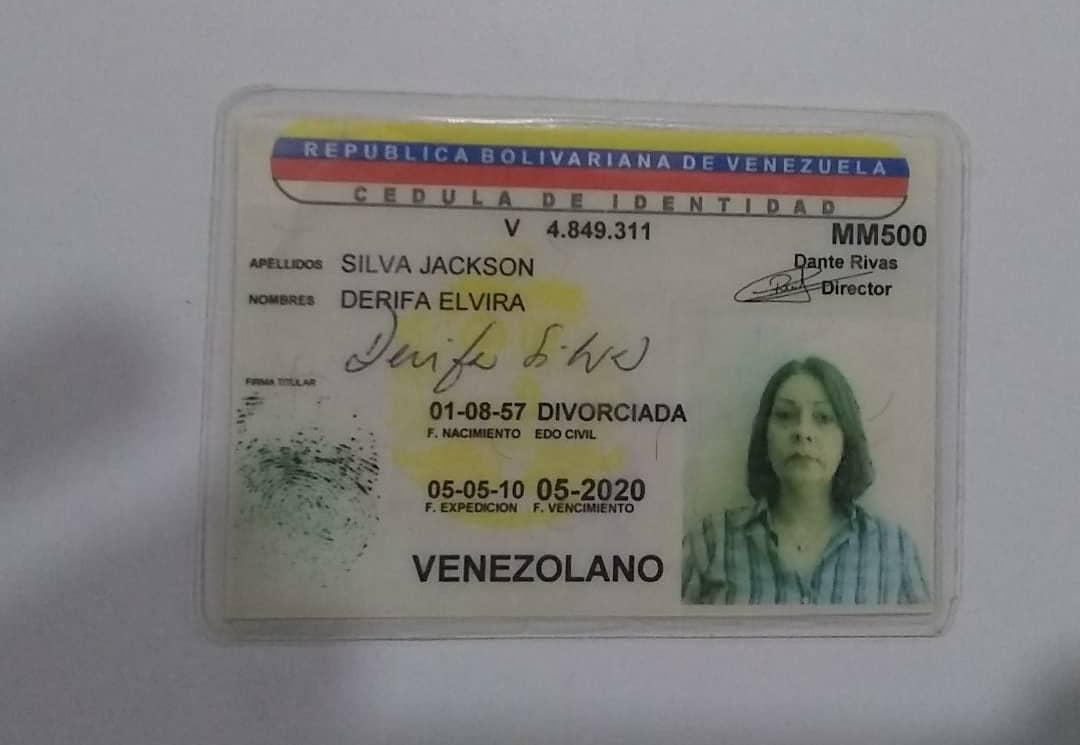 REPUBLICA BOLIVARIANA DE VENEZUELA
CEDULA DE IDENTIDAD
V 4.849.311
MM500
Dante Rivas
Director
APELLIDOS SILVA JACKSON
NOMBRES DERIFA ELVIRA
Derifa Silva
FIRMA TITULAR
01-08-57 DIVORCIADA
F. NACIMIENTO EDO CIVIL
05-05-10 05-2020
F. EXPEDICION F. VENCIMIENTO
VENEZOLANO